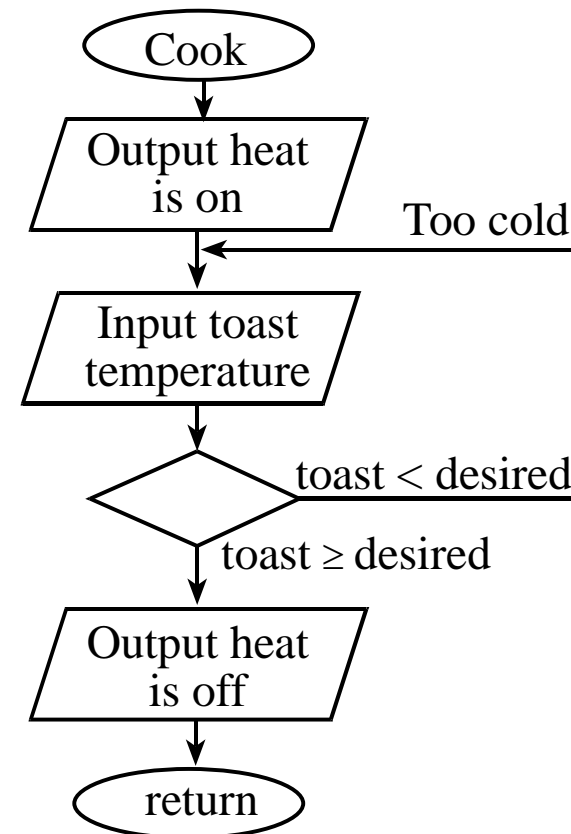 Cook
Output heat
is on
Too cold
Input toast
temperature
toast < desired
toast ≥ desired
Output heat
is off
return